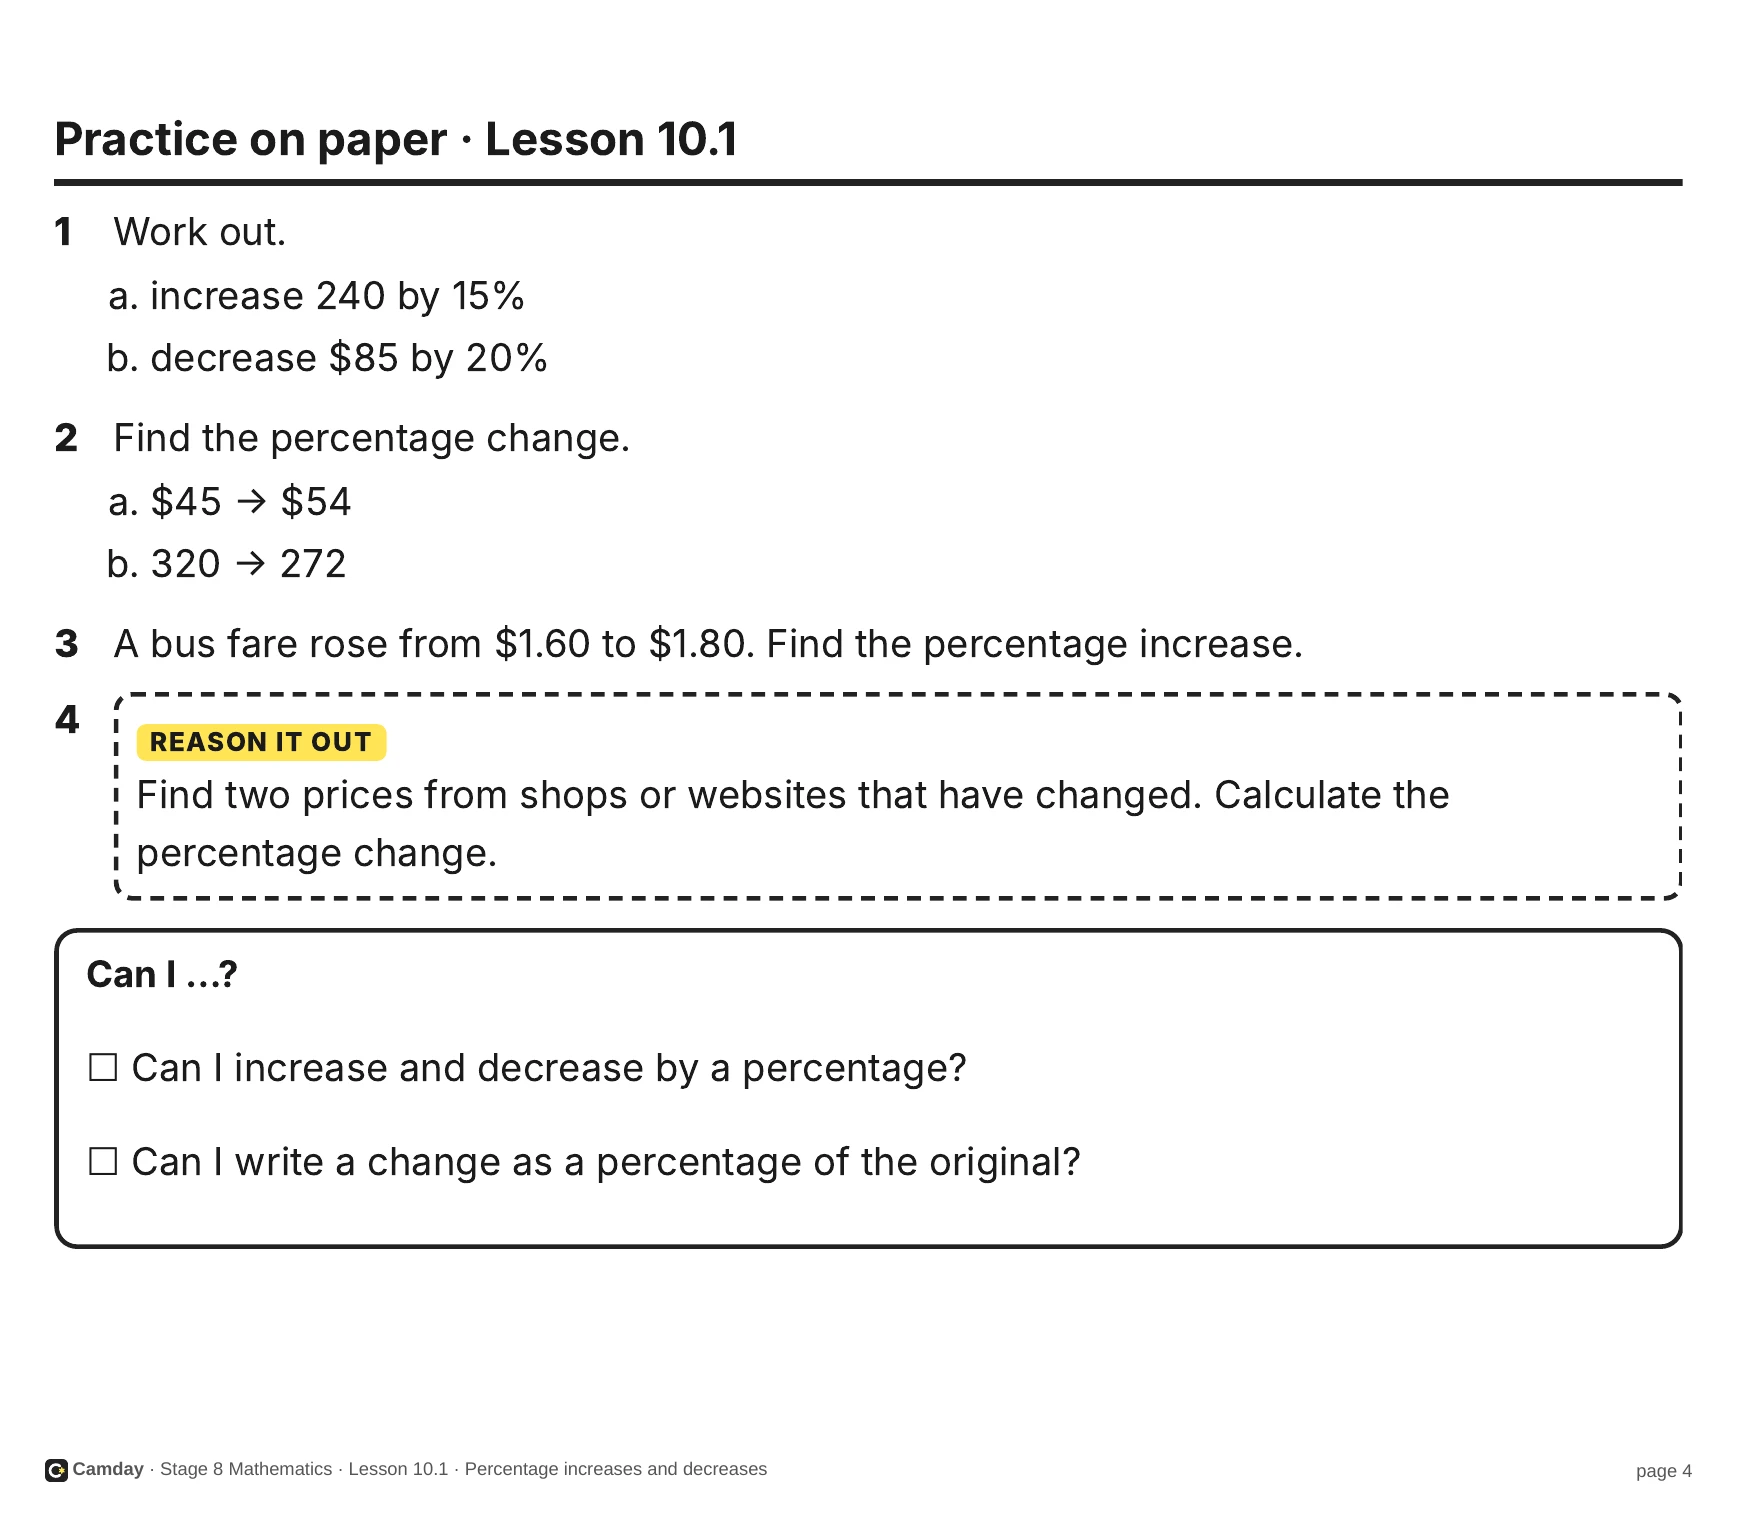 Practice on paper · Lesson 10.1
1 Work out.
a. increase 240 by 15%
b. decrease $85 by 20%
2 Find the percentage change.
a. $45 → $54
b. 320 → 272
3 A bus fare rose from $1.60 to $1.80. Find the percentage increase.
4
REASON IT OUT
Find two prices from shops or websites that have changed. Calculate the
percentage change.
Can I …?
☐ Can I increase and decrease by a percentage?
☐ Can I write a change as a percentage of the original?
Camday · Stage 8 Mathematics · Lesson 10.1 · Percentage increases and decreases
page 4